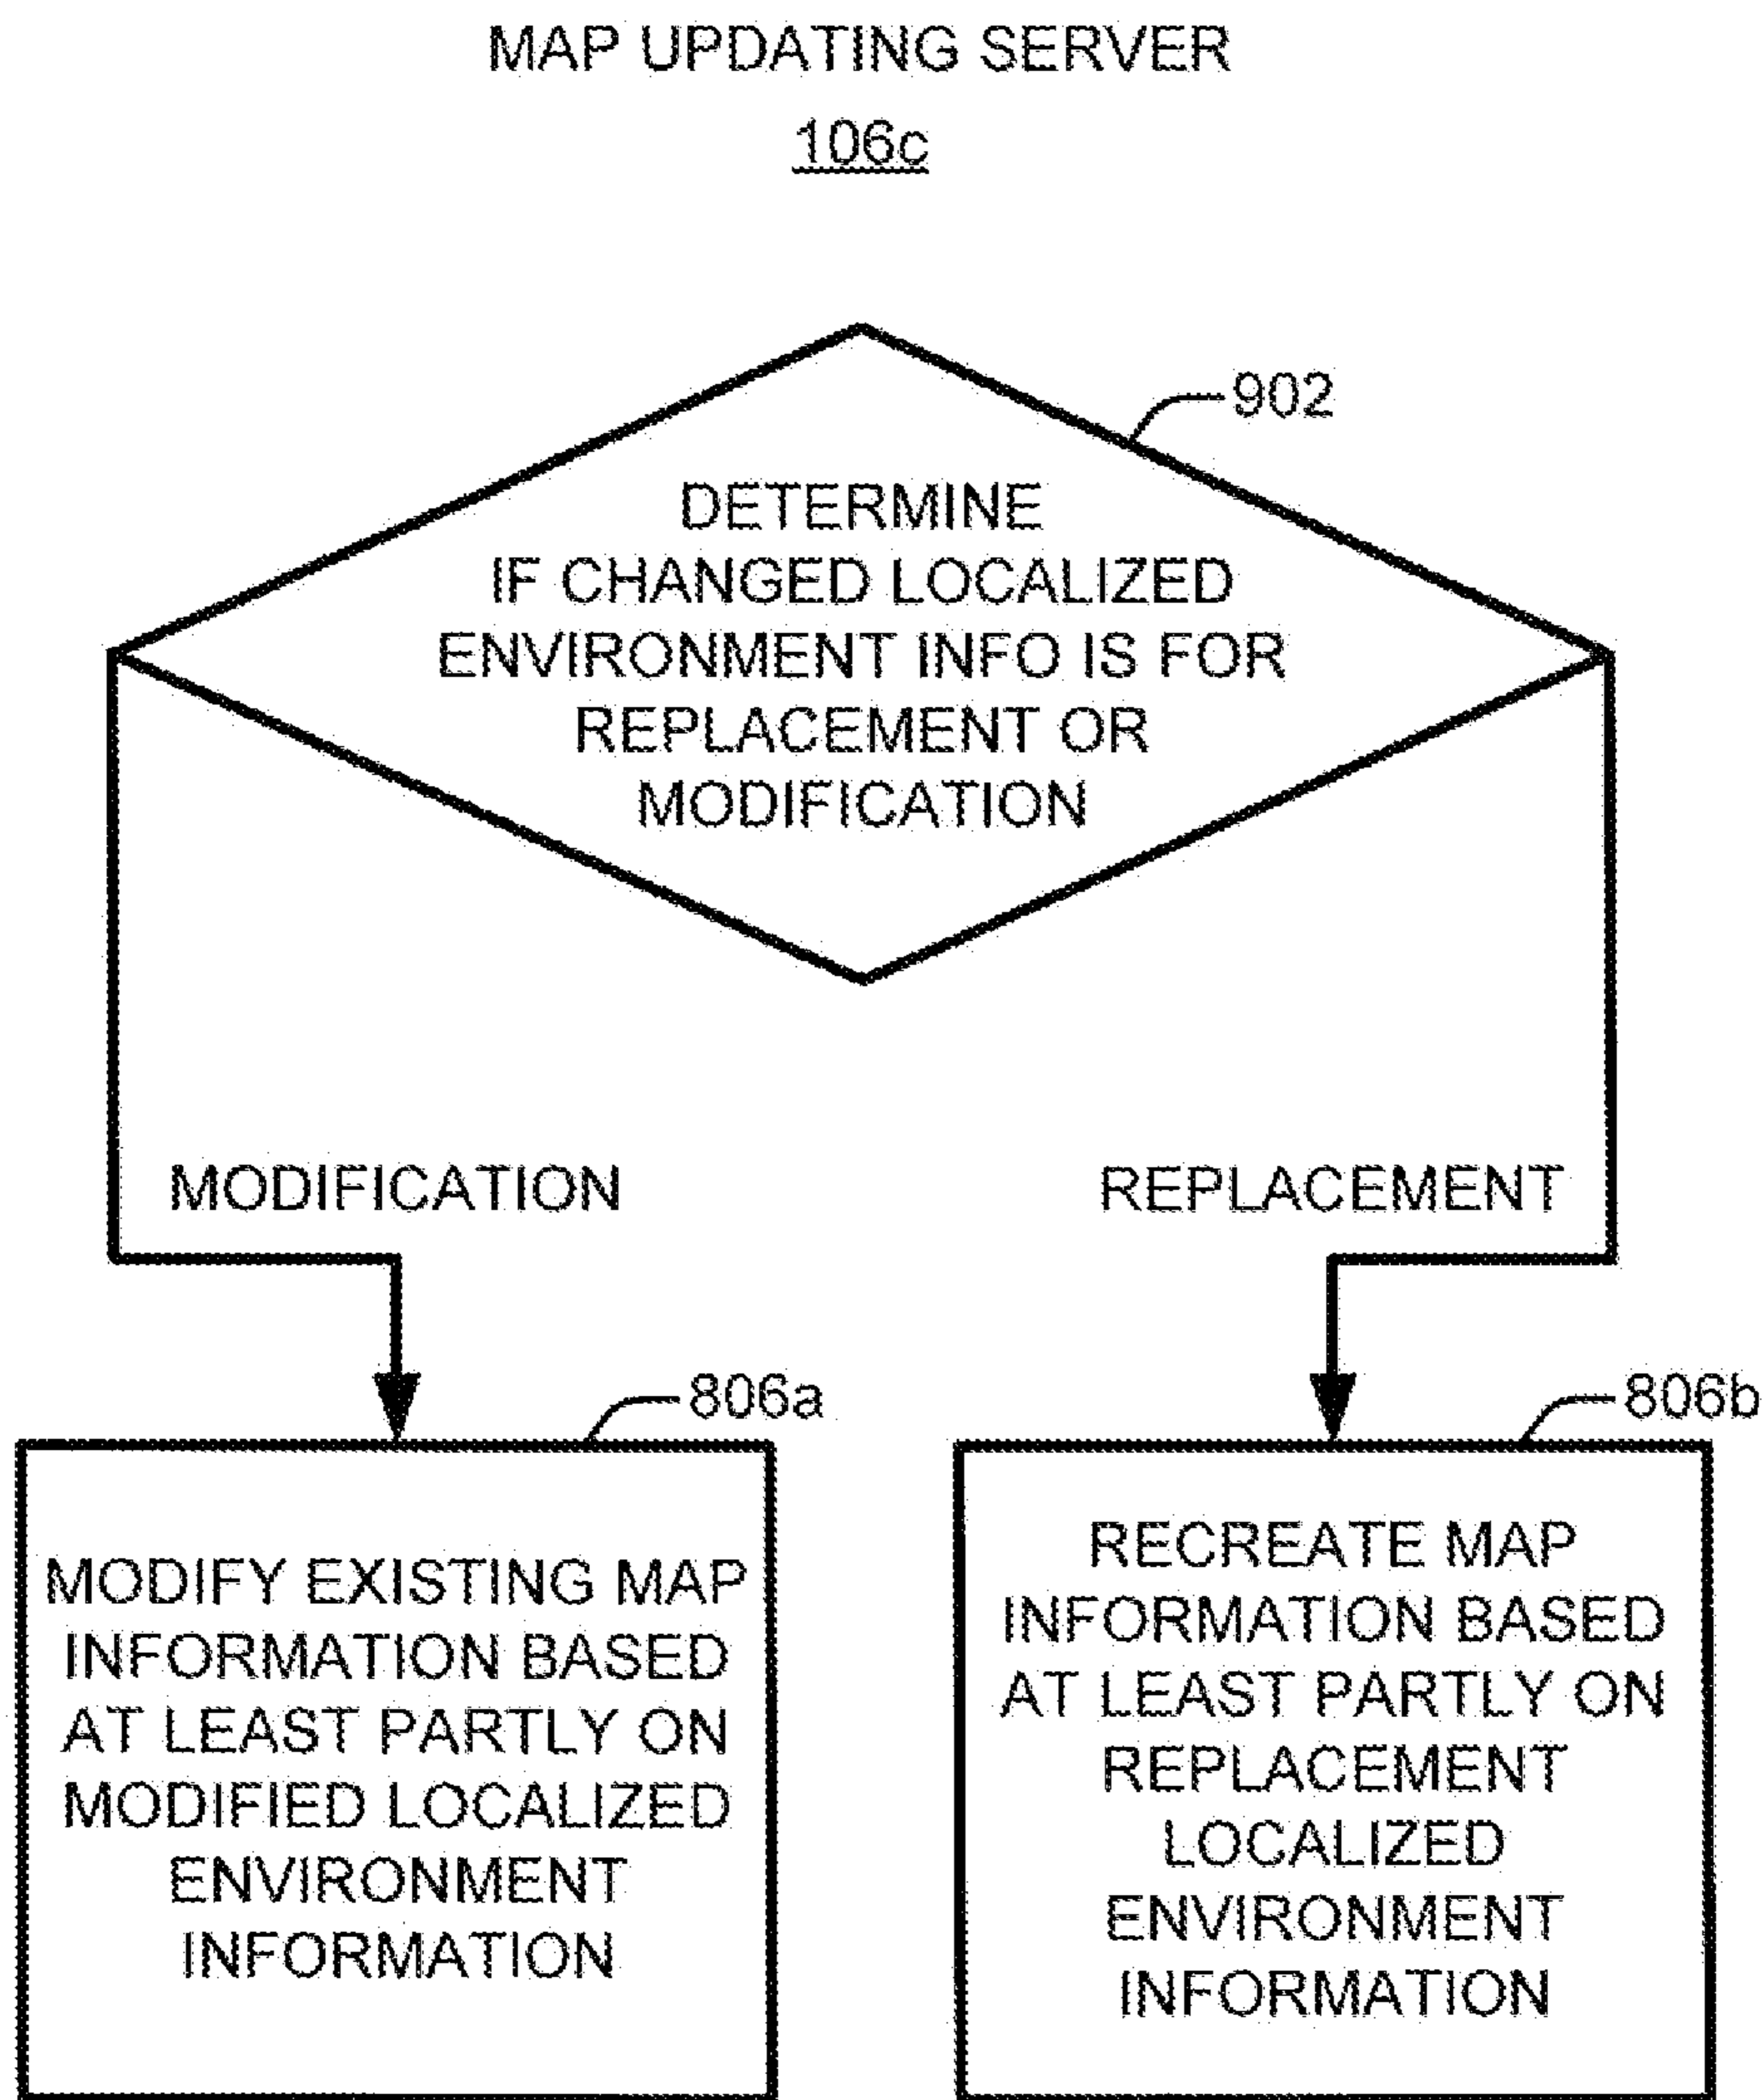 MAP UPDATING SERVER
106c
902
DETERMINE
IF CHANGED LOCALIZED
ENVIRONMENT INFO IS FOR
REPLACEMENT OR
MODIFICATION
MODIFICATION
REPLACEMENT
806a
MODIFY EXISTING MAP
INFORMATION BASED
AT LEAST PARTLY ON
MODIFIED LOCALIZED
ENVIRONMENT
INFORMATION
806b
RECREATE MAP
INFORMATION BASED
AT LEAST PARTLY ON
REPLACEMENT
LOCALIZED
ENVIRONMENT
INFORMATION